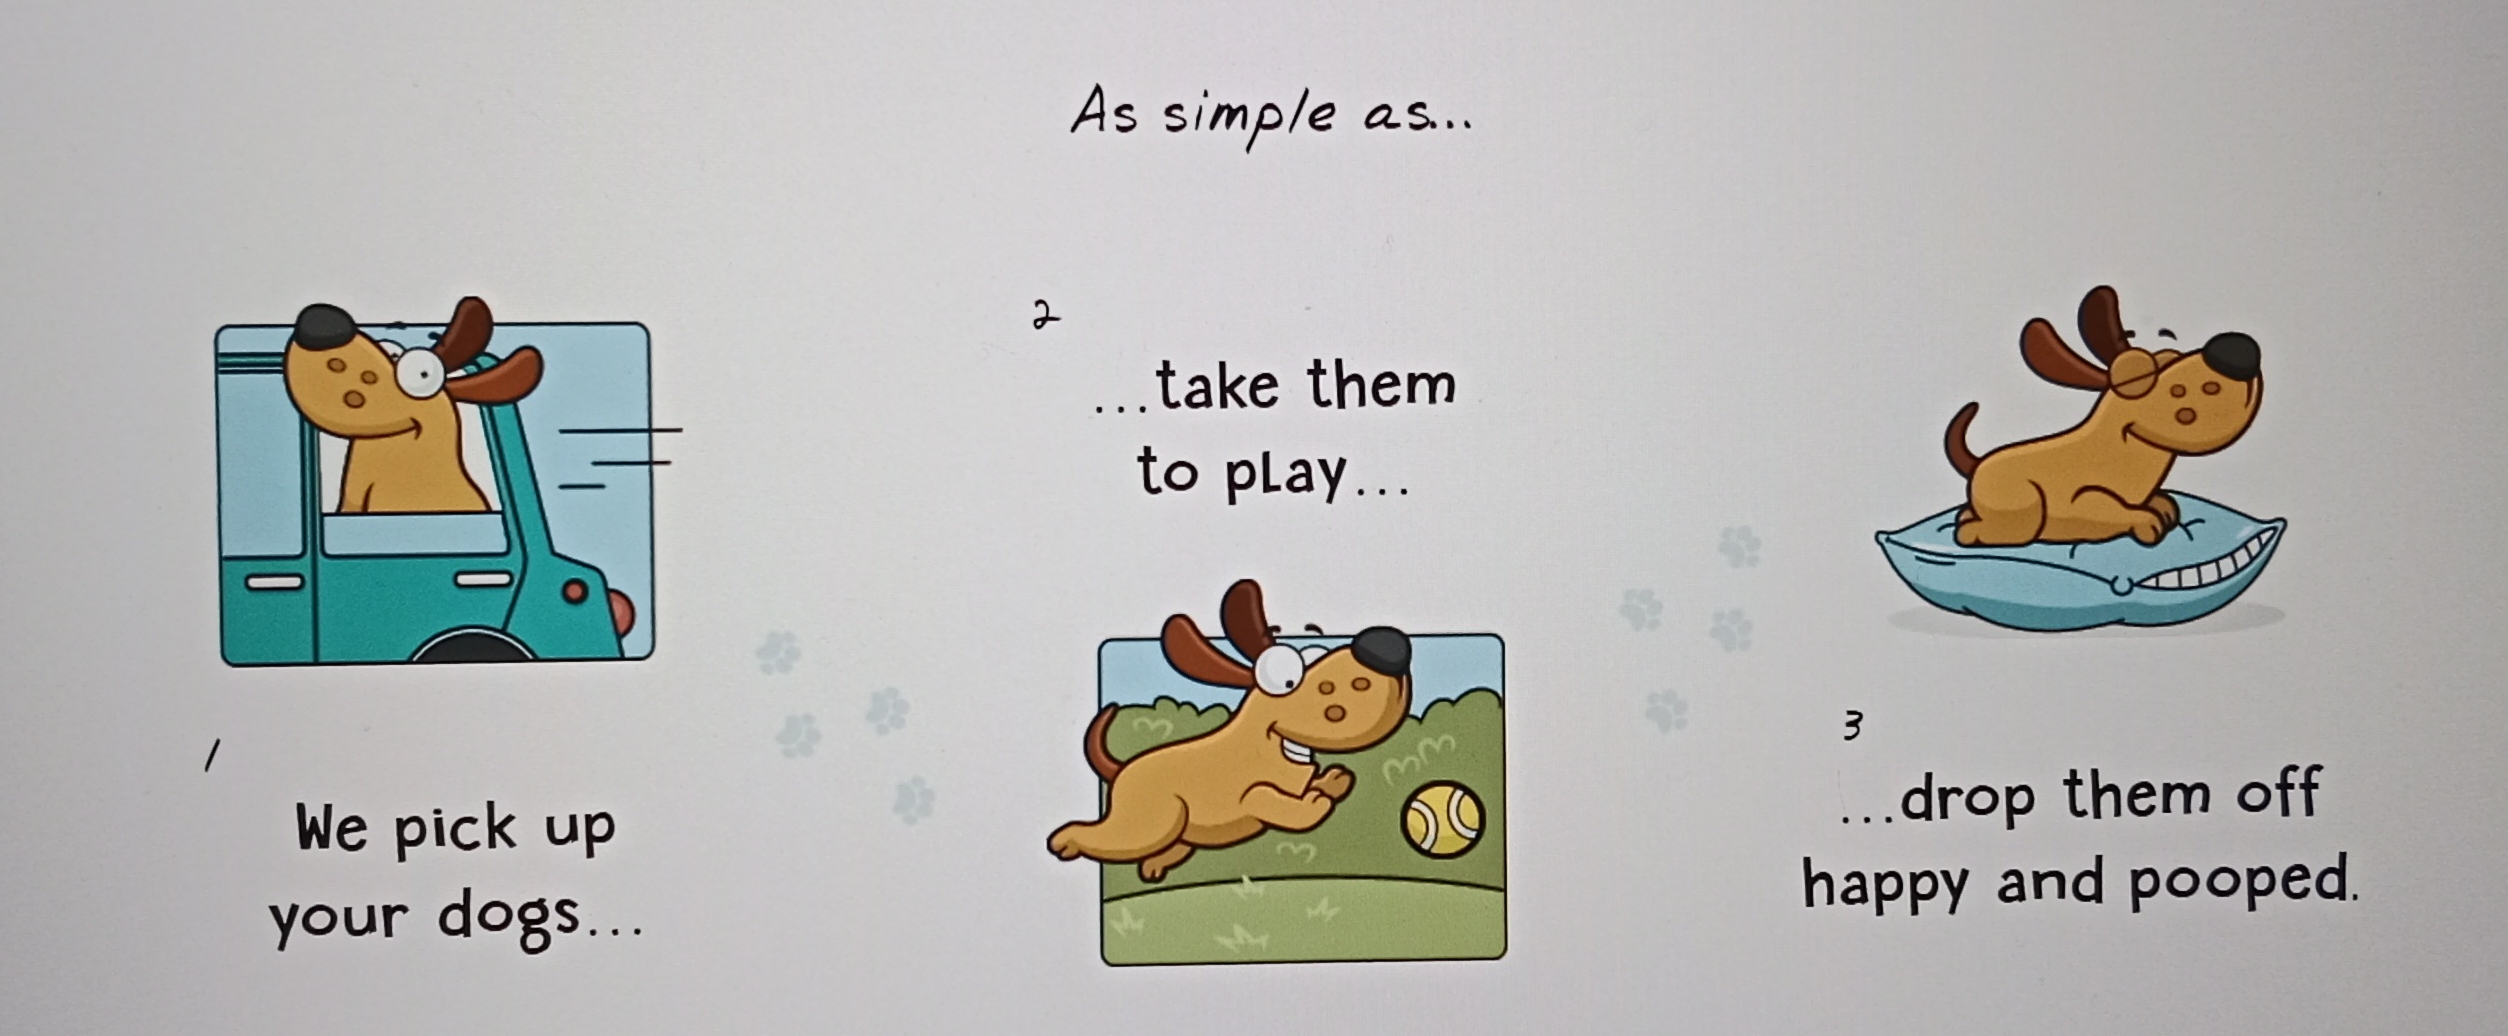 As simple as...
1
We pick up
your dogs...
2
...take them
to play...
3
...drop them off
happy and pooped.